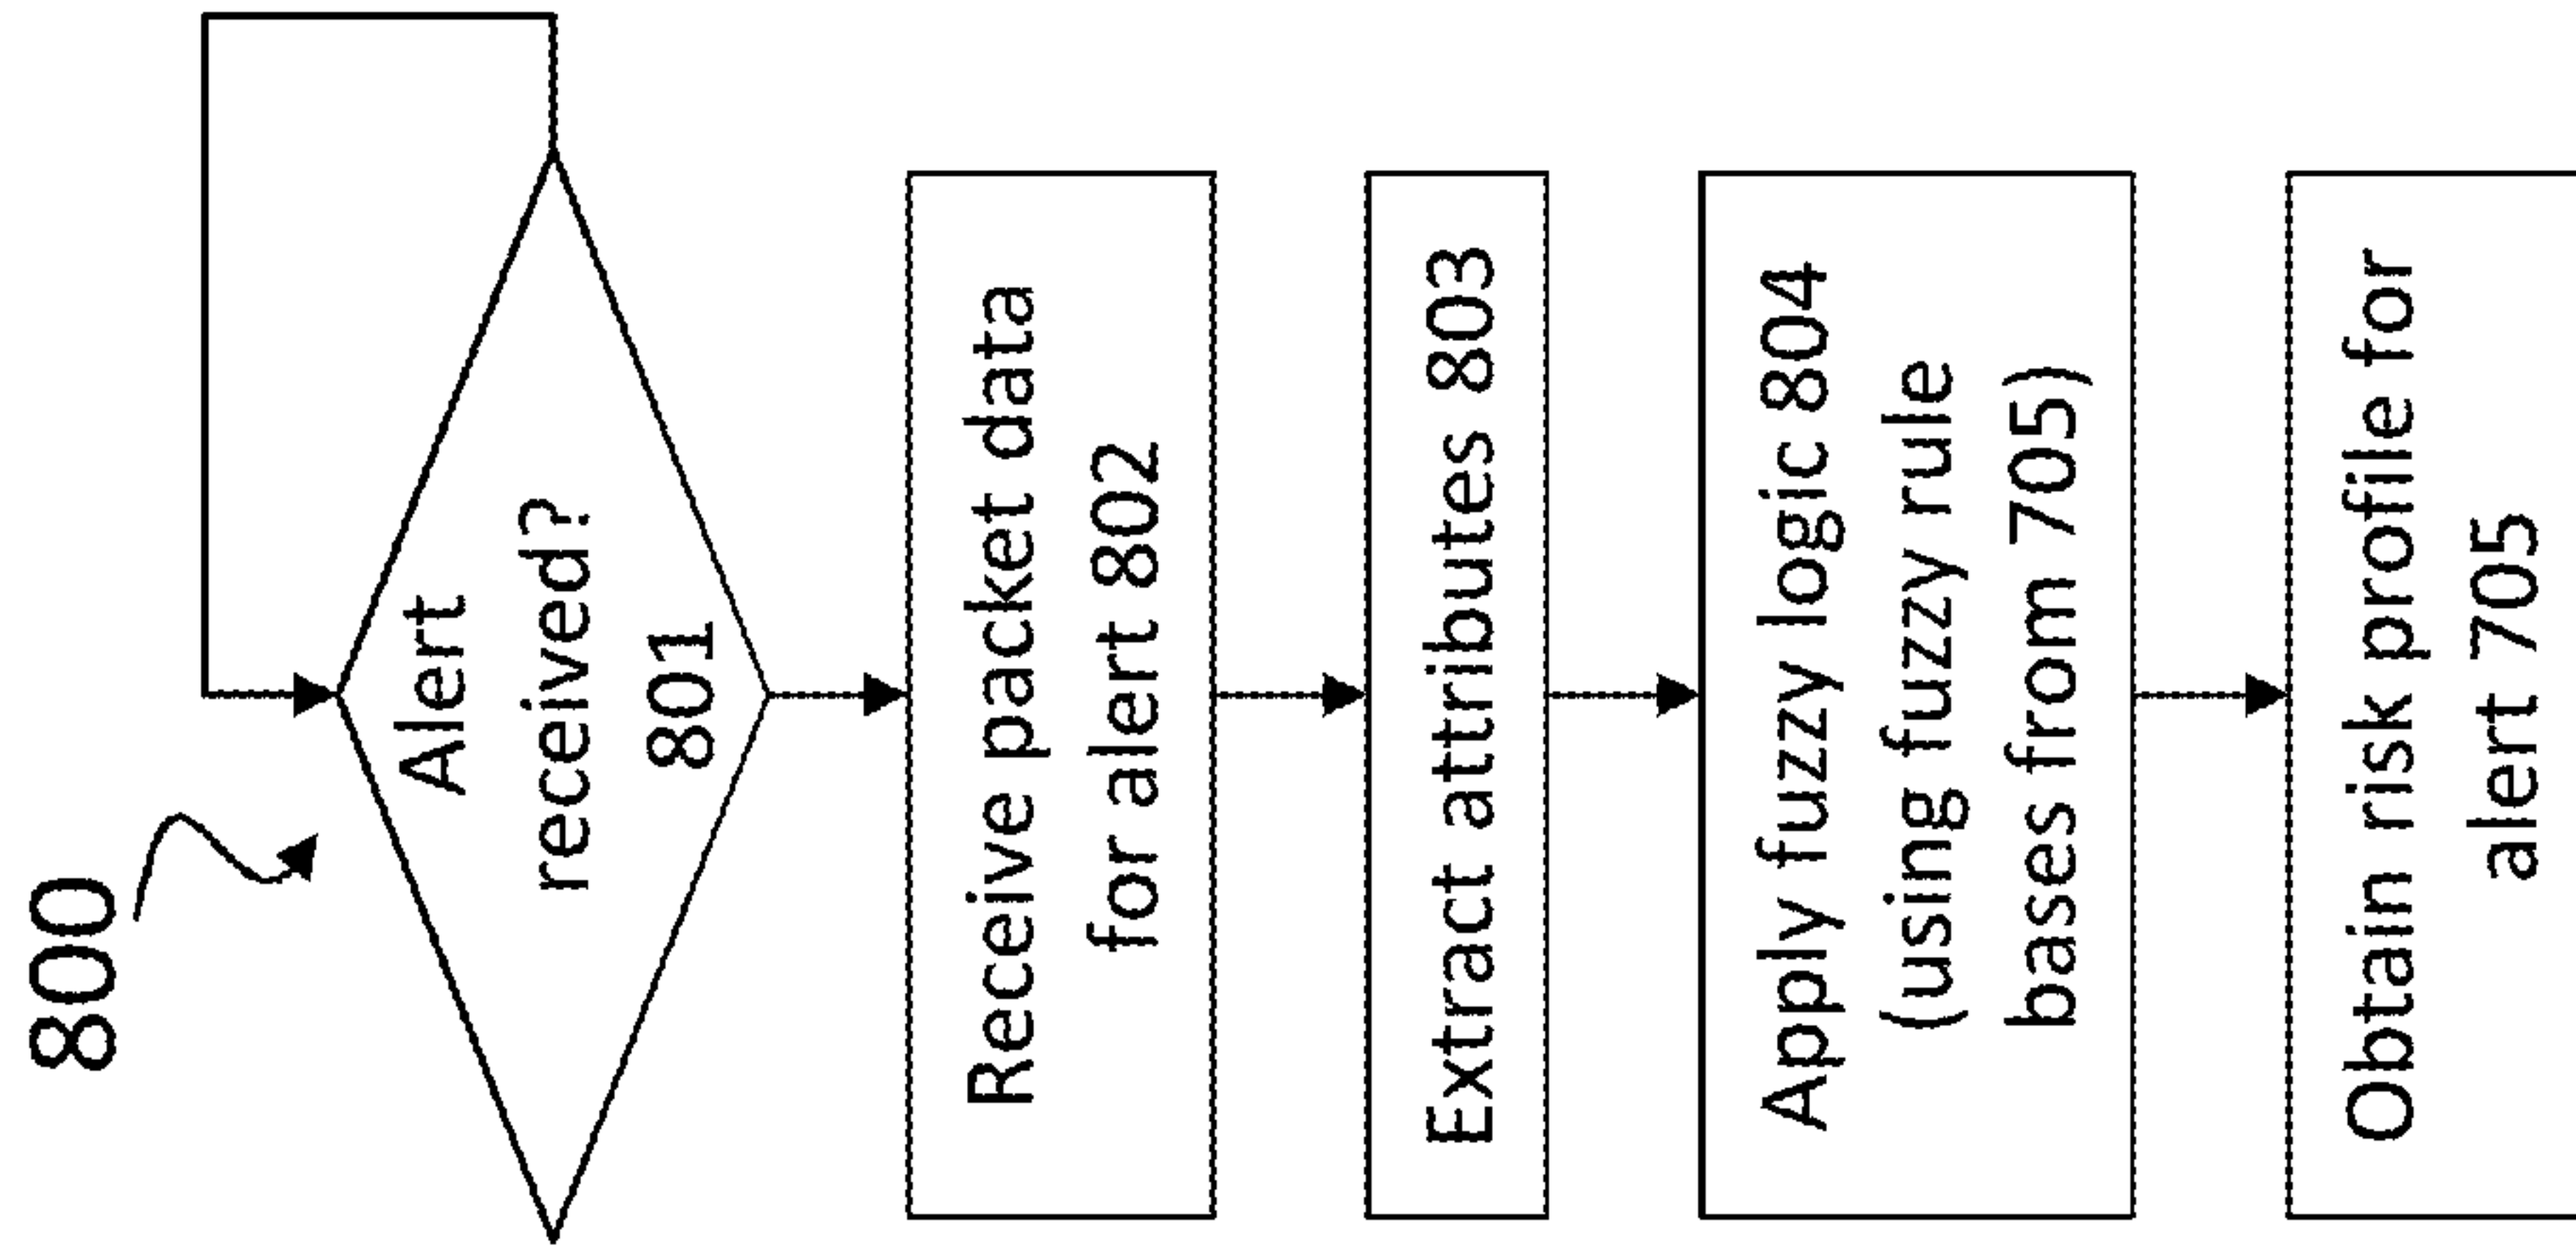 800
Alert
received?
801
Receive packet data
for alert 802
Extract attributes 803
Apply fuzzy logic 804
(using fuzzy rule
bases from 705)
Obtain risk profile for
alert 705